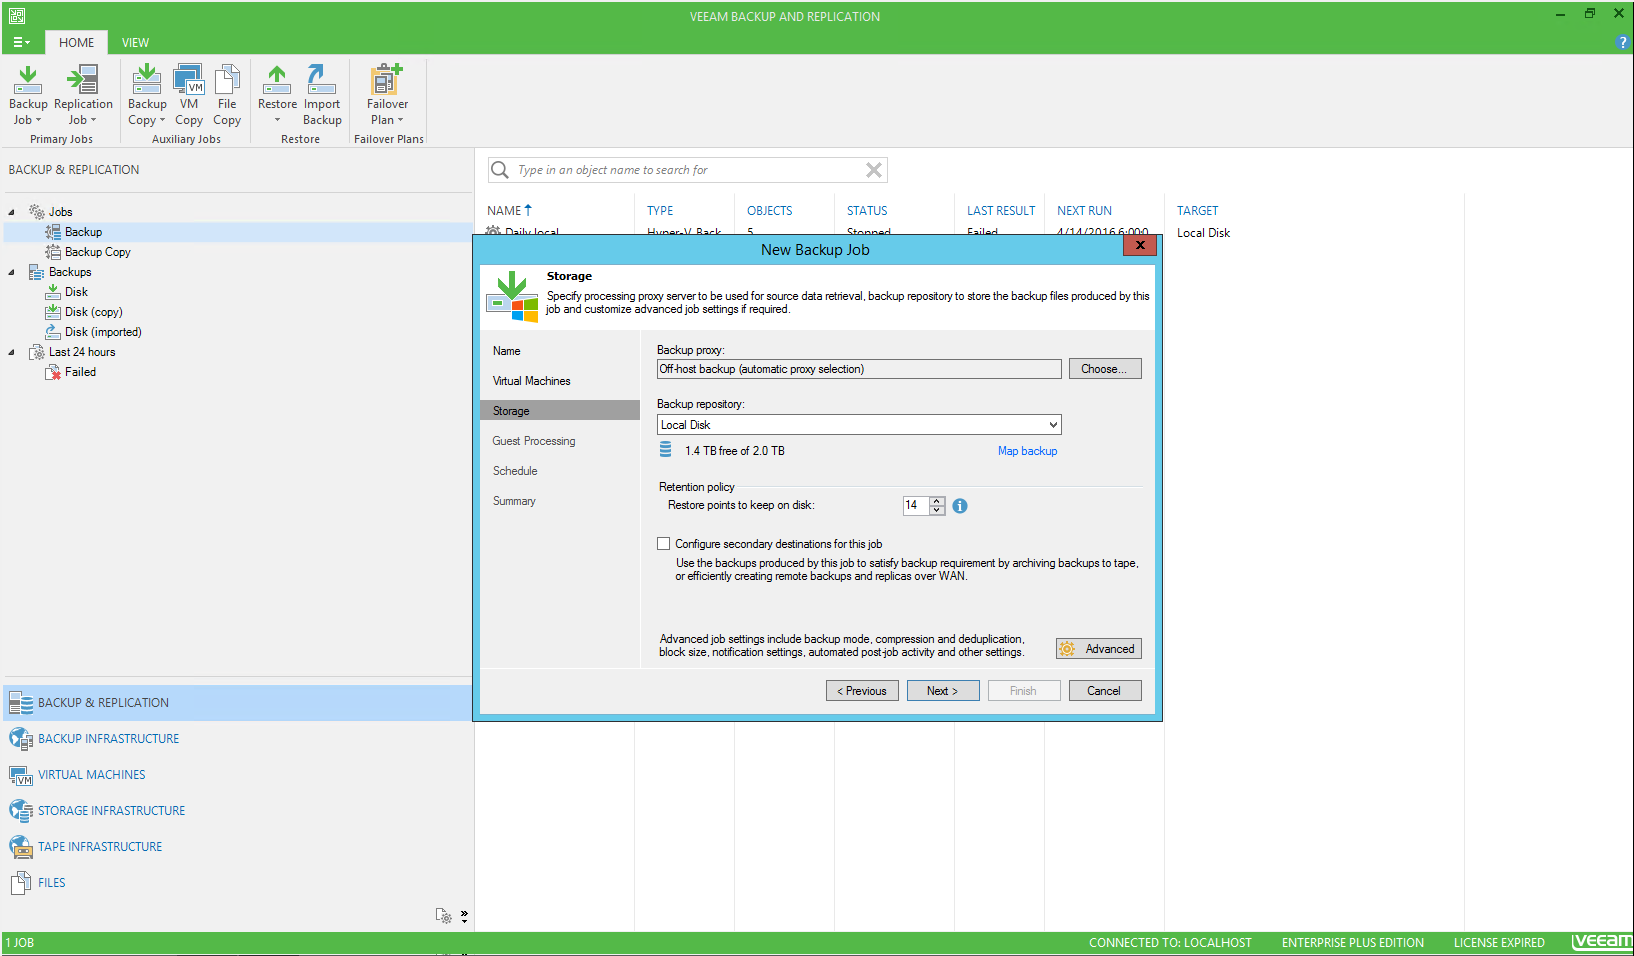 VEEAM BACKUP AND REPLICATION
HOME VIEW
?
Backup Job Replication Job Backup Copy VM Copy File Copy Restore Import Backup Failover Plan
VM
Primary Jobs Auxiliary Jobs Restore Failover Plans
BACKUP & REPLICATION
Type in an object name to search for
Jobs
Backup
Backup Copy
Backups
Disk
Disk (copy)
Disk (imported)
Last 24 hours
Failed
NAME TYPE OBJECTS STATUS LAST RESULT NEXT RUN TARGET
Daily local Hyper-V Back 5 Stopped Failed 4/14/2016 6:00:0 Local Disk
New Backup Job
x
Storage
Specify processing proxy server to be used for source data retrieval, backup repository to store the backup files produced by this
job and customize advanced job settings if required.
Name
Virtual Machines
Storage
Guest Processing
Schedule
Summary
Backup proxy:
Off-host backup (automatic proxy selection) Choose...
Backup repository:
Local Disk
1.4 TB free of 2.0 TB Map backup
Retention policy
Restore points to keep on disk: 14
Configure secondary destinations for this job
Use the backups produced by this job to satisfy backup requirement by archiving backups to tape,
or efficiently creating remote backups and replicas over WAN.
Advanced job settings include backup mode, compression and deduplication,
block size, notification settings, automated post-job activity and other settings.
Advanced
< Previous Next > Finish Cancel
BACKUP & REPLICATION
BACKUP INFRASTRUCTURE
VM
VIRTUAL MACHINES
STORAGE INFRASTRUCTURE
TAPE INFRASTRUCTURE
FILES
1 JOB CONNECTED TO: LOCALHOST ENTERPRISE PLUS EDITION LICENSE EXPIRED veeam